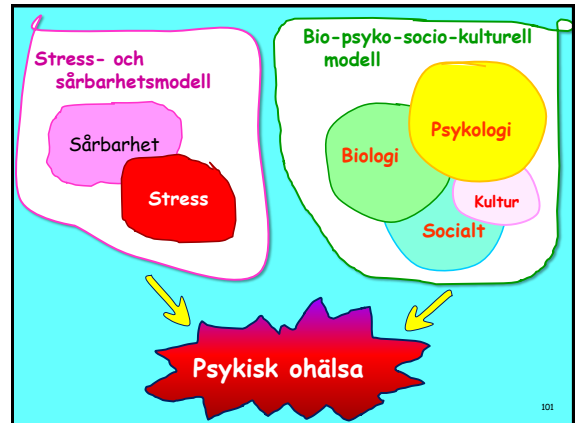 Stress- och
sårbarhetsmodell
Sårbarhet
Stress
Bio-psyko-socio-kulturell
modell
Psykologi
Biologi
Kultur
Socialt
Psykisk ohälsa
101